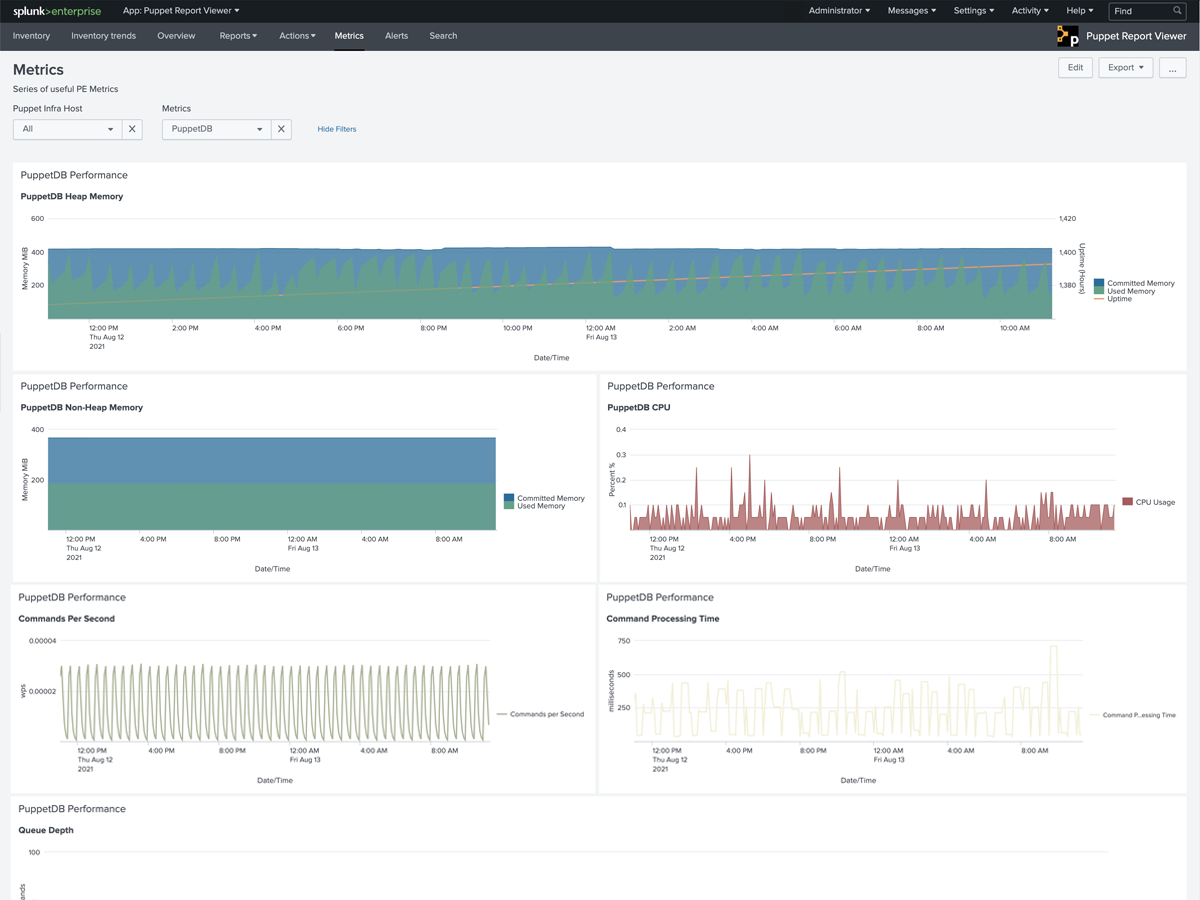 splunk>enterprise App: Puppet Report Viewer Administrator Messages Settings Activity Help Find
Inventory Inventory trends Overview Reports Actions Metrics Alerts Search Puppet Report Viewer
Metrics
Edit Export ...
Series of useful PE Metrics
Puppet Infra Host Metrics
All PuppetDB Hide Filters
PuppetDB Performance
PuppetDB Heap Memory
600 1,420
400 1,400
200 1,380
Memory MiB
Uptime (Hours)
Committed Memory
Used Memory
Uptime
12:00 PM 2:00 PM 4:00 PM 6:00 PM 8:00 PM 10:00 PM 12:00 AM 2:00 AM 4:00 AM 6:00 AM 8:00 AM 10:00 AM
Thu Aug 12 Fri Aug 13
2021
Date/Time
PuppetDB Performance
PuppetDB Non-Heap Memory
400
200
Memory MiB
Committed Memory
Used Memory
12:00 PM 4:00 PM 8:00 PM 12:00 AM 4:00 AM 8:00 AM
Thu Aug 12 Fri Aug 13
2021
Date/Time
PuppetDB Performance
PuppetDB CPU
0.4
0.3
0.2
0.1
Percent %
CPU Usage
12:00 PM 4:00 PM 8:00 PM 12:00 AM 4:00 AM 8:00 AM
Thu Aug 12 Fri Aug 13
2021
Date/Time
PuppetDB Performance
Commands Per Second
0.00004
0.00002
wps
Commands per Second
12:00 PM 4:00 PM 8:00 PM 12:00 AM 4:00 AM 8:00 AM
Thu Aug 12 Fri Aug 13
2021
Date/Time
PuppetDB Performance
Command Processing Time
750
500
250
milliseconds
Command P...essing Time
12:00 PM 4:00 PM 8:00 PM 12:00 AM 4:00 AM 8:00 AM
Thu Aug 12 Fri Aug 13
2021
Date/Time
PuppetDB Performance
Queue Depth
100